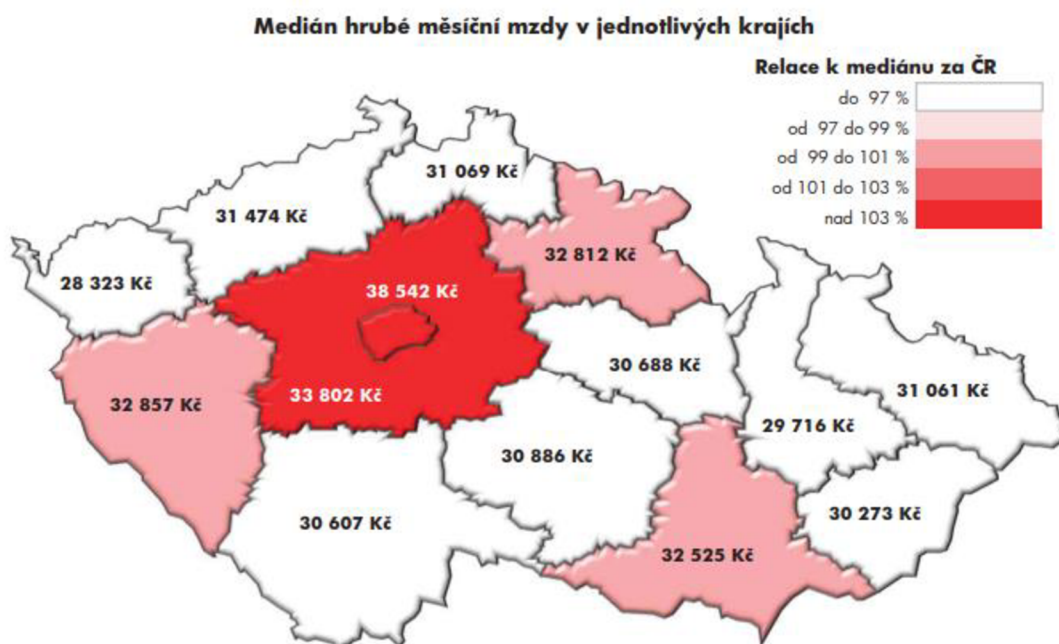 Medián hrubé měsíční mzdy v jednotlivých krajích
Relace k mediánu za ČR
do 97 %
od 97 do 99 %
od 99 do 101 %
od 101 do 103 %
nad 103 %
31 069 Kč
31 474 Kč
32 812 Kč
28 323 Kč
38 542 Kč
30 688 Kč
33 802 Kč
31 061 Kč
32 857 Kč
29 716 Kč
30 886 Kč
30 273 Kč
30 607 Kč
32 525 Kč